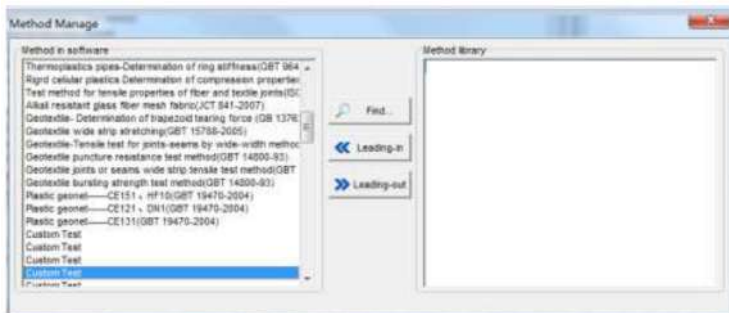 Method Manage
Method in software
Method library
Thermoplastics pipes-Determination of ring stiffness(GBT 964
Rigrd cellular plastics Determination of compression propertie
Test method for tensile properties of fiber and textile joints(ISC
Alkali resistant glass fiber mesh fabric(JCT 841-2007)
Geotextile- Determination of trapezoid tearing force (GB 1376
Geotextile wide strip stretching(GBT 15788-2005)
Geotextile-Tensile test for joints-seams by wide-width method
Geotextile puncture resistance test method(GBT 14800-93)
Geotextile joints or seams wide strip tensile test method(GBT
Geotextile bursting strength test method(GBT 14800-93)
Plastic geonet——CE151、HF10(GBT 19470-2004)
Plastic geonet——CE121、DN1(GBT 19470-2004)
Plastic geonet——CE131(GBT 19470-2004)
Custom Test
Custom Test
Custom Test
Custom Test
Custom Test
Find...
Leading-in
Leading-out